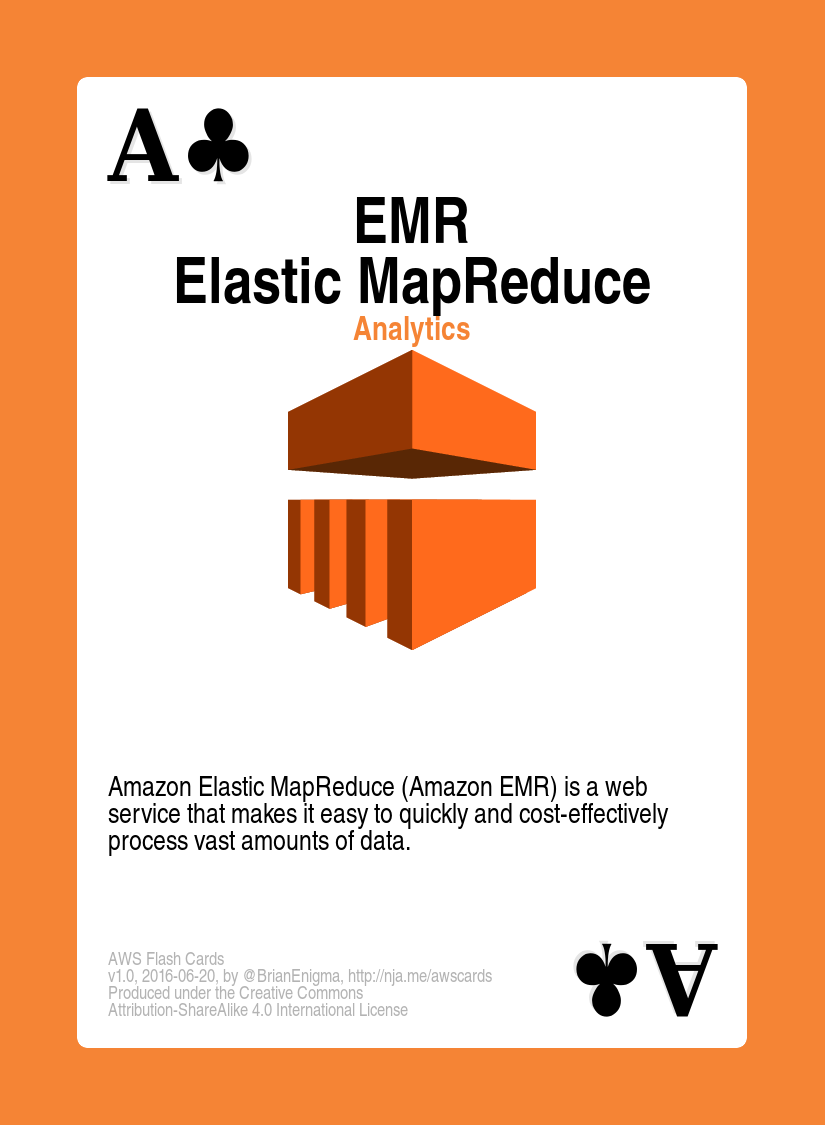 A♣
EMR
Elastic MapReduce
Analytics
Amazon Elastic MapReduce (Amazon EMR) is a web
service that makes it easy to quickly and cost-effectively
process vast amounts of data.
AWS Flash Cards
v1.0, 2016-06-20, by @BrianEnigma, http://nja.me/awscards
Produced under the Creative Commons
Attribution-ShareAlike 4.0 International License
A♣